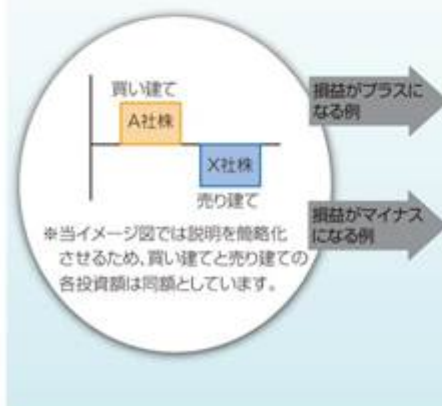 買い建て
A社株
X社株
売り建て
※当イメージ図では説明を簡略化
させるため、買い建てと売り建ての
各投資額は同額としています。
損益がプラスに
なる例
損益がマイナス
になる例